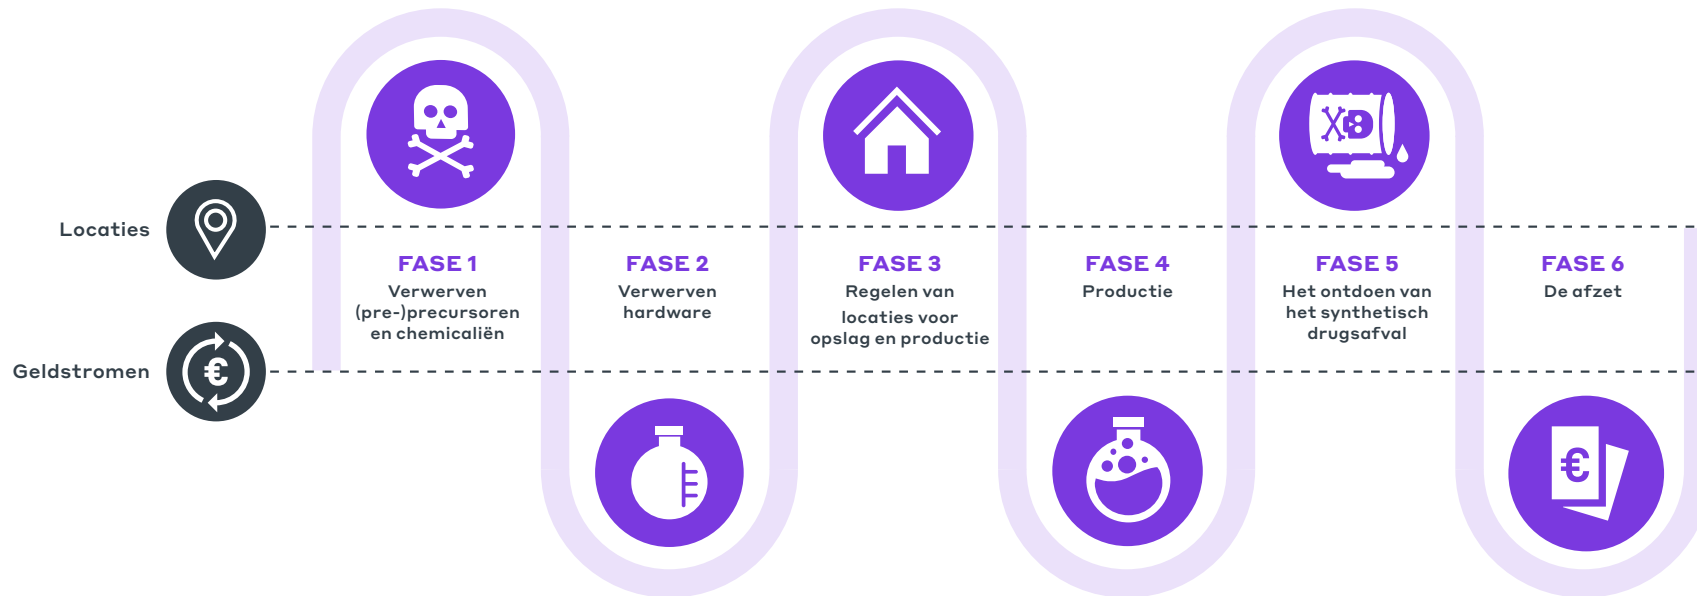 Locaties
Geldstromen
FASE 1
Verwerven
(pre-)precursoren
en chemicaliën
FASE 2
Verwerven
hardware
FASE 3
Regelen van
locaties voor
opslag en productie
FASE 4
Productie
FASE 5
Het ontdoen van
het synthetisch
drugsafval
FASE 6
De afzet
€
€